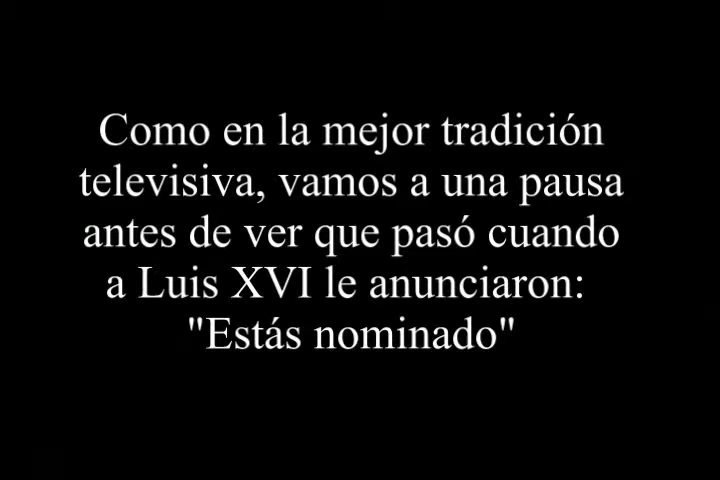 Como en la mejor tradición
televisiva, vamos a una pausa
antes de ver que pasó cuando
a Luis XVI le anunciaron:
"Estás nominado"